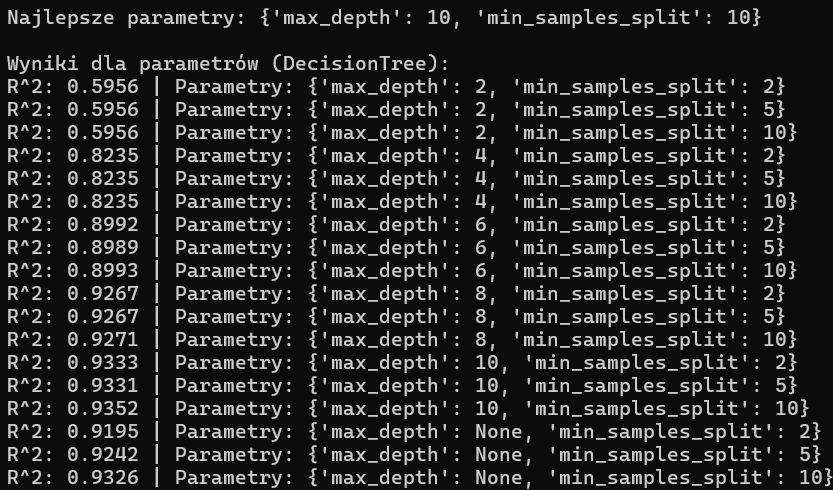 Najlepsze parametry: {'max_depth': 10, 'min_samples_split': 10}
Wyniki dla parametrów (DecisionTree):
R^2: 0.5956 | Parametry: {'max_depth': 2, 'min_samples_split': 2}
R^2: 0.5956 | Parametry: {'max_depth': 2, 'min_samples_split': 5}
R^2: 0.5956 | Parametry: {'max_depth': 2, 'min_samples_split': 10}
R^2: 0.8235 | Parametry: {'max_depth': 4, 'min_samples_split': 2}
R^2: 0.8235 | Parametry: {'max_depth': 4, 'min_samples_split': 5}
R^2: 0.8235 | Parametry: {'max_depth': 4, 'min_samples_split': 10}
R^2: 0.8992 | Parametry: {'max_depth': 6, 'min_samples_split': 2}
R^2: 0.8989 | Parametry: {'max_depth': 6, 'min_samples_split': 5}
R^2: 0.8993 | Parametry: {'max_depth': 6, 'min_samples_split': 10}
R^2: 0.9267 | Parametry: {'max_depth': 8, 'min_samples_split': 2}
R^2: 0.9267 | Parametry: {'max_depth': 8, 'min_samples_split': 5}
R^2: 0.9271 | Parametry: {'max_depth': 8, 'min_samples_split': 10}
R^2: 0.9333 | Parametry: {'max_depth': 10, 'min_samples_split': 2}
R^2: 0.9331 | Parametry: {'max_depth': 10, 'min_samples_split': 5}
R^2: 0.9352 | Parametry: {'max_depth': 10, 'min_samples_split': 10}
R^2: 0.9195 | Parametry: {'max_depth': None, 'min_samples_split': 2}
R^2: 0.9242 | Parametry: {'max_depth': None, 'min_samples_split': 5}
R^2: 0.9326 | Parametry: {'max_depth': None, 'min_samples_split': 10}